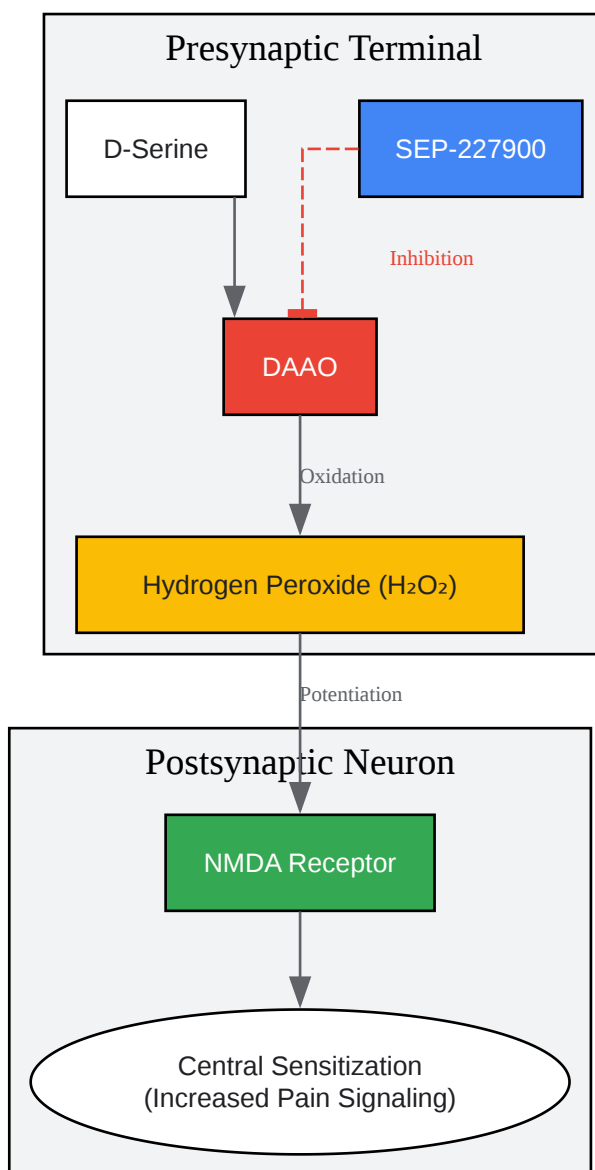 Presynaptic Terminal
D-Serine
SEP-227900
Inhibition
DAAO
Oxidation
Hydrogen Peroxide (H₂O₂)
Potentiation
Postsynaptic Neuron
NMDA Receptor
Central Sensitization
(Increased Pain Signaling)